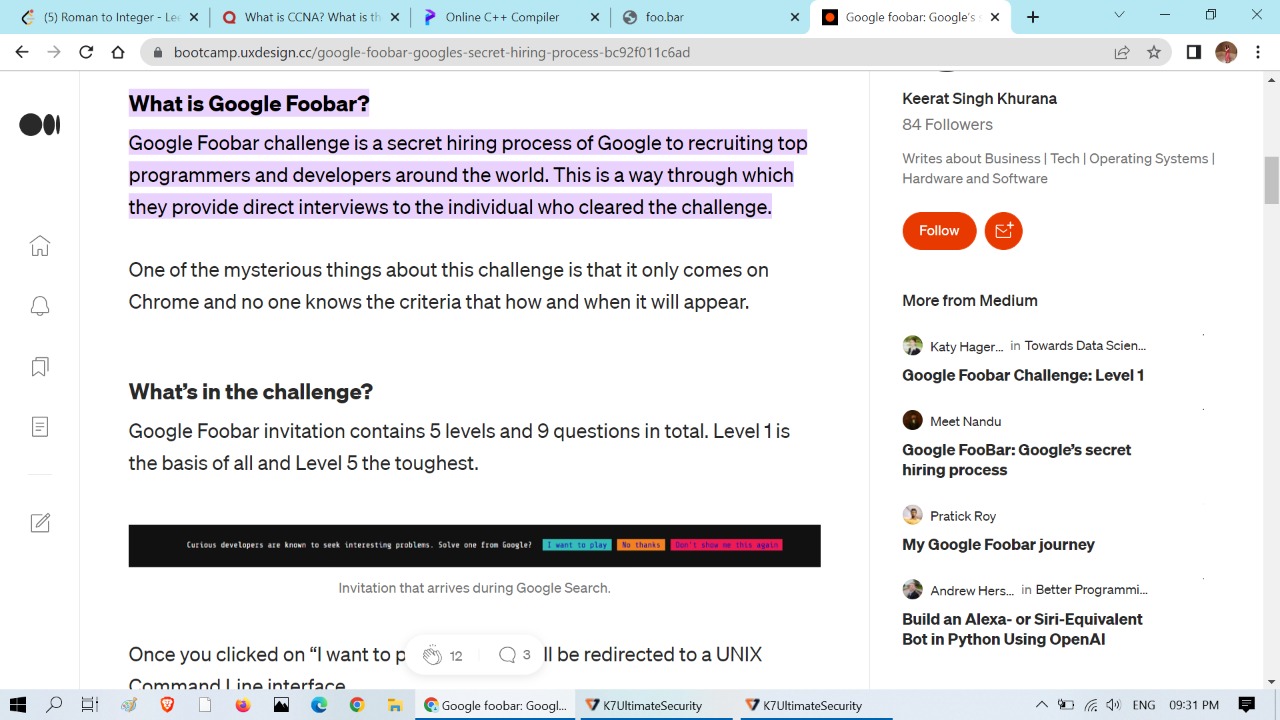 (5) Roman to Integer - Le
What is GONA? What is th
Online C++ Compiler
foo.bar
Google foobar: Google's s
bootcamp.uxdesign.cc/google-foobar-googles-secret-hiring-process-bc92f011c6ad
What is Google Foobar?
Google Foobar challenge is a secret hiring process of Google to recruiting top
programmers and developers around the world. This is a way through which
they provide direct interviews to the individual who cleared the challenge.
One of the mysterious things about this challenge is that it only comes on
Chrome and no one knows the criteria that how and when it will appear.
What's in the challenge?
Google Foobar invitation contains 5 levels and 9 questions in total. Level 1 is
the basis of all and Level 5 the toughest.
Curious developers are known to seek interesting problems. Solve one from Google? I want to play No thanks Don't show me this again
Invitation that arrives during Google Search.
Once you clicked on “I want to p
ll be redirected to a UNIX
Command Line interface
12
3
Keerat Singh Khurana
84 Followers
Writes about Business | Tech | Operating Systems |
Hardware and Software
Follow
More from Medium
Katy Hager... in Towards Data Scien...
Google Foobar Challenge: Level 1
Meet Nandu
Google FooBar: Google's secret
hiring process
Pratick Roy
My Google Foobar journey
Andrew Hers... in Better Programmi...
Build an Alexa- or Siri-Equivalent
Bot in Python Using OpenAI
Google foobar: Goo
K7UltimateSecurity
K7UltimateSecurity
ENG
09:31 PM